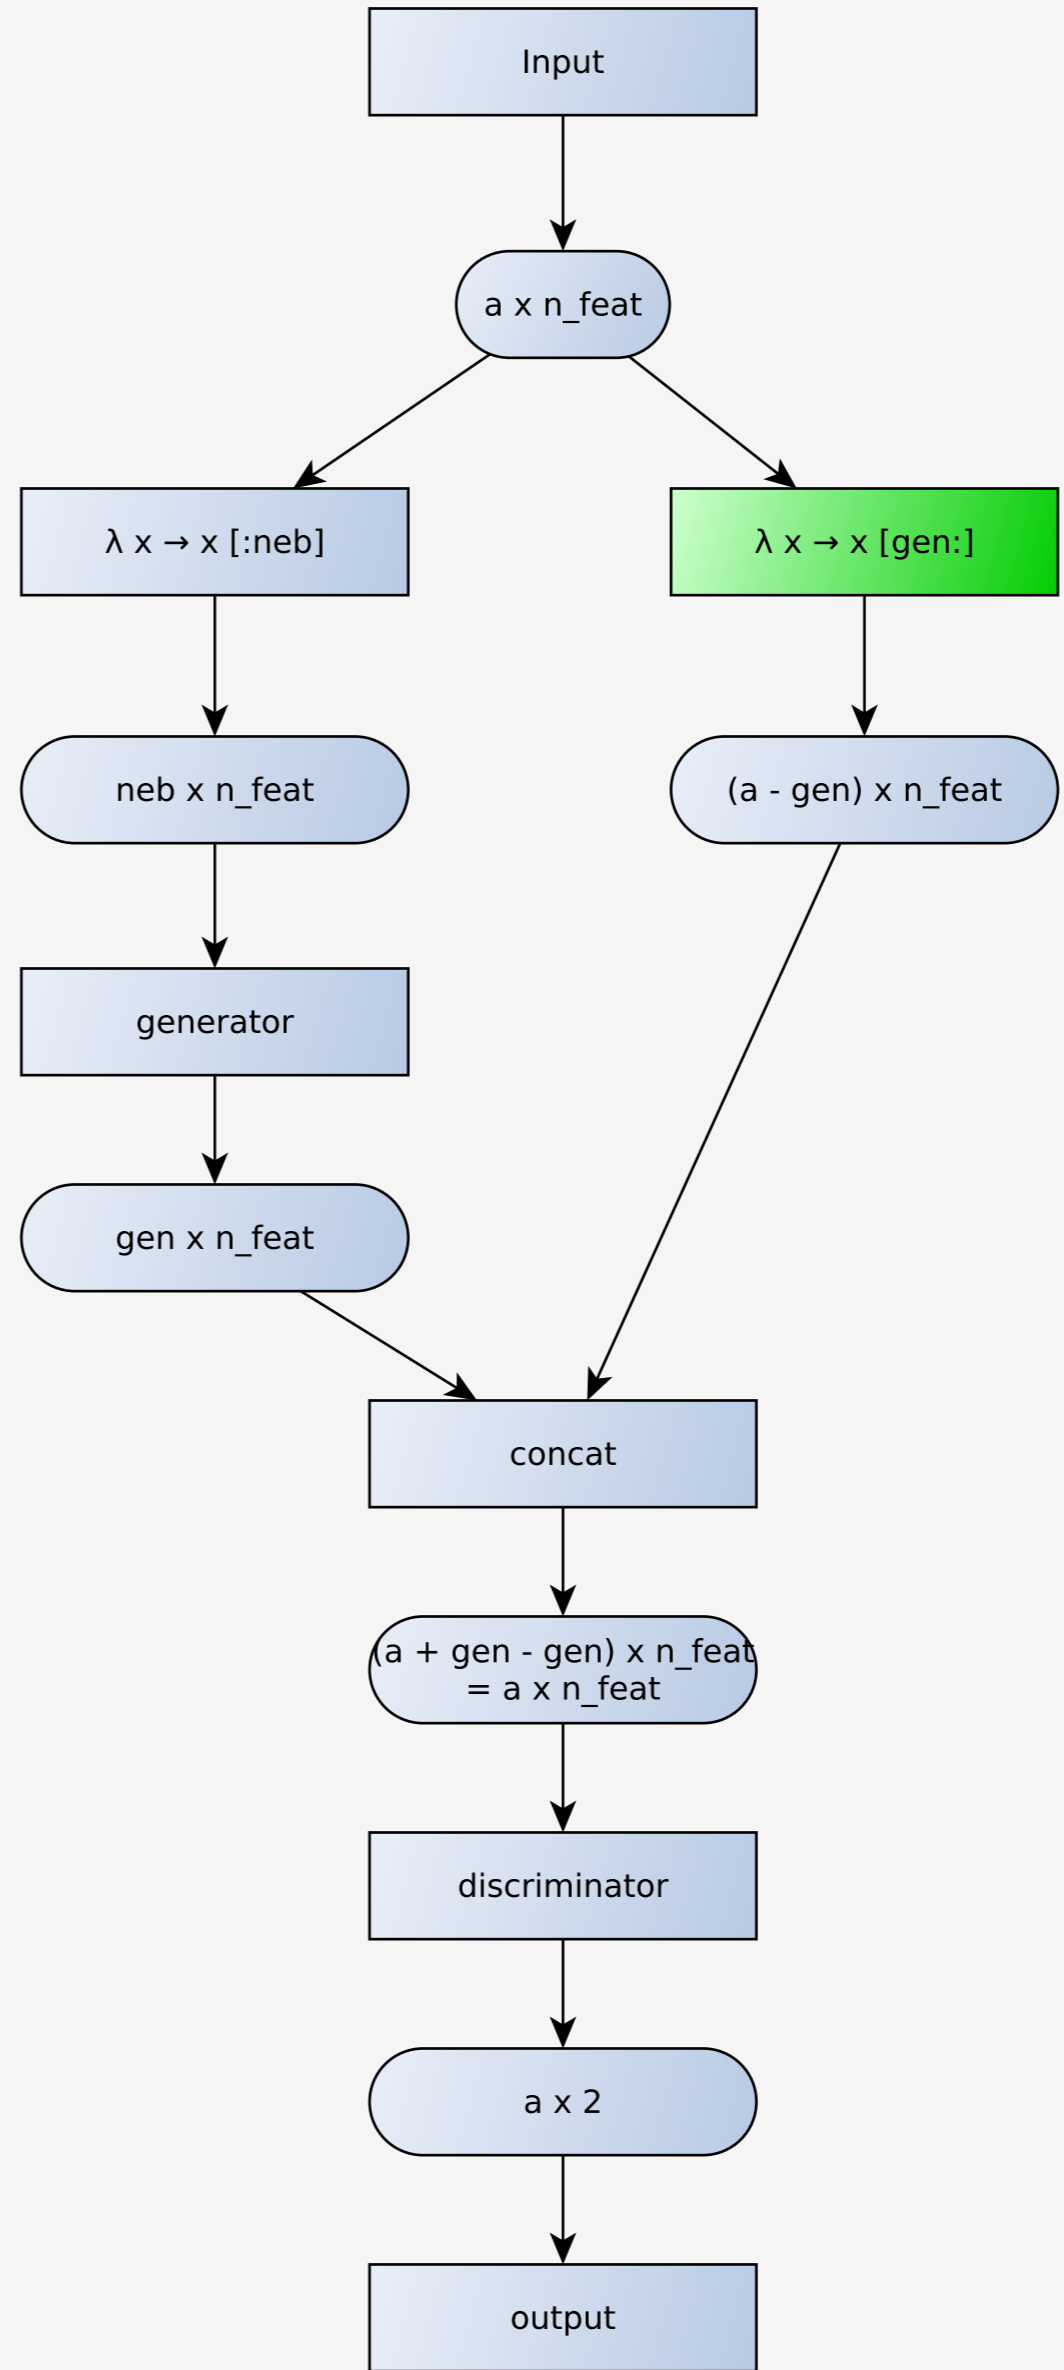 Input
a x n_feat
λ x → x [:neb]
λ x → x [gen:]
neb x n_feat
(a - gen) x n_feat
generator
gen x n_feat
concat
(a + gen - gen) x n_feat
= a x n_feat
discriminator
a x 2
output